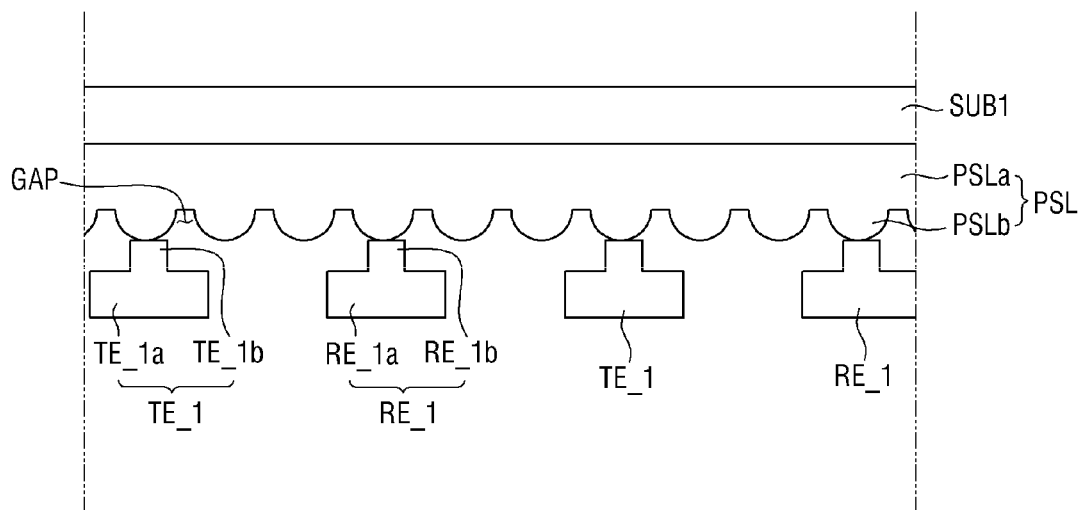 SUB1
GAP
PSLa
PSL
PSLb
TE_1a TE_1b RE_1a RE_1b
TE_1 RE_1
TE_1 RE_1